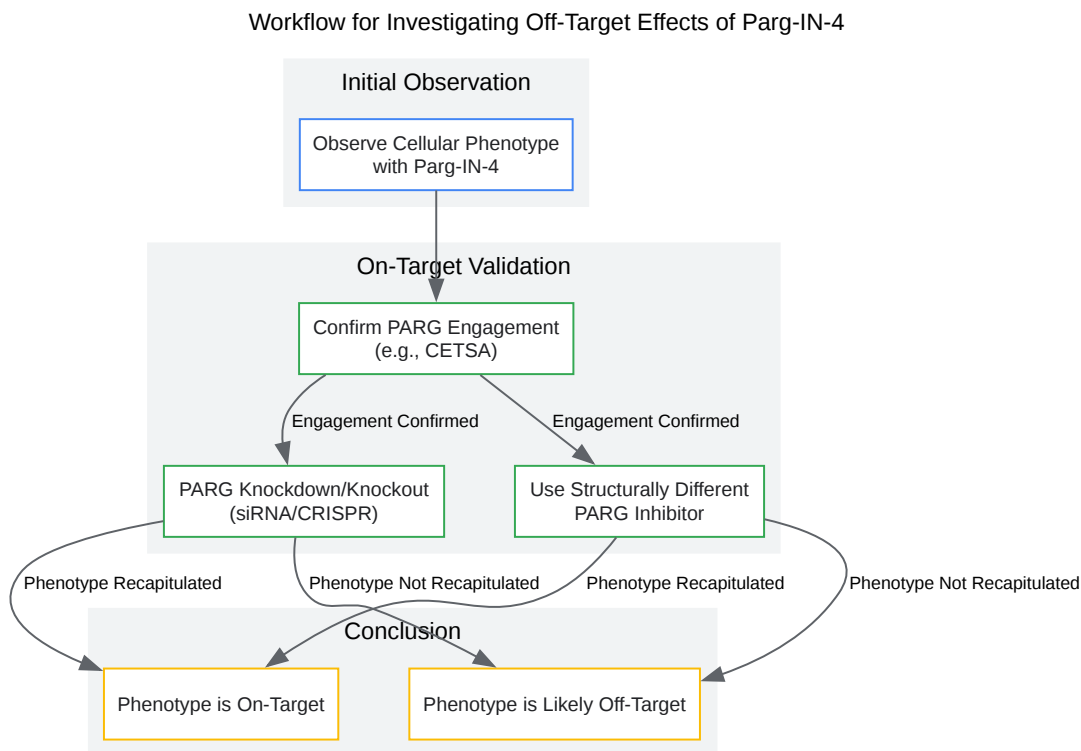 Workflow for Investigating Off-Target Effects of Parg-IN-4
Initial Observation
Observe Cellular Phenotype
with Parg-IN-4
On-Target Validation
Confirm PARG Engagement
(e.g., CETSA)
Engagement Confirmed
Engagement Confirmed
PARG Knockdown/Knockout
(siRNA/CRISPR)
Use Structurally Different
PARG Inhibitor
Phenotype Recapitulated
Phenotype Not Recapitulated
Phenotype Recapitulated
Phenotype Not Recapitulated
Conclusion
Phenotype is On-Target
Phenotype is Likely Off-Target